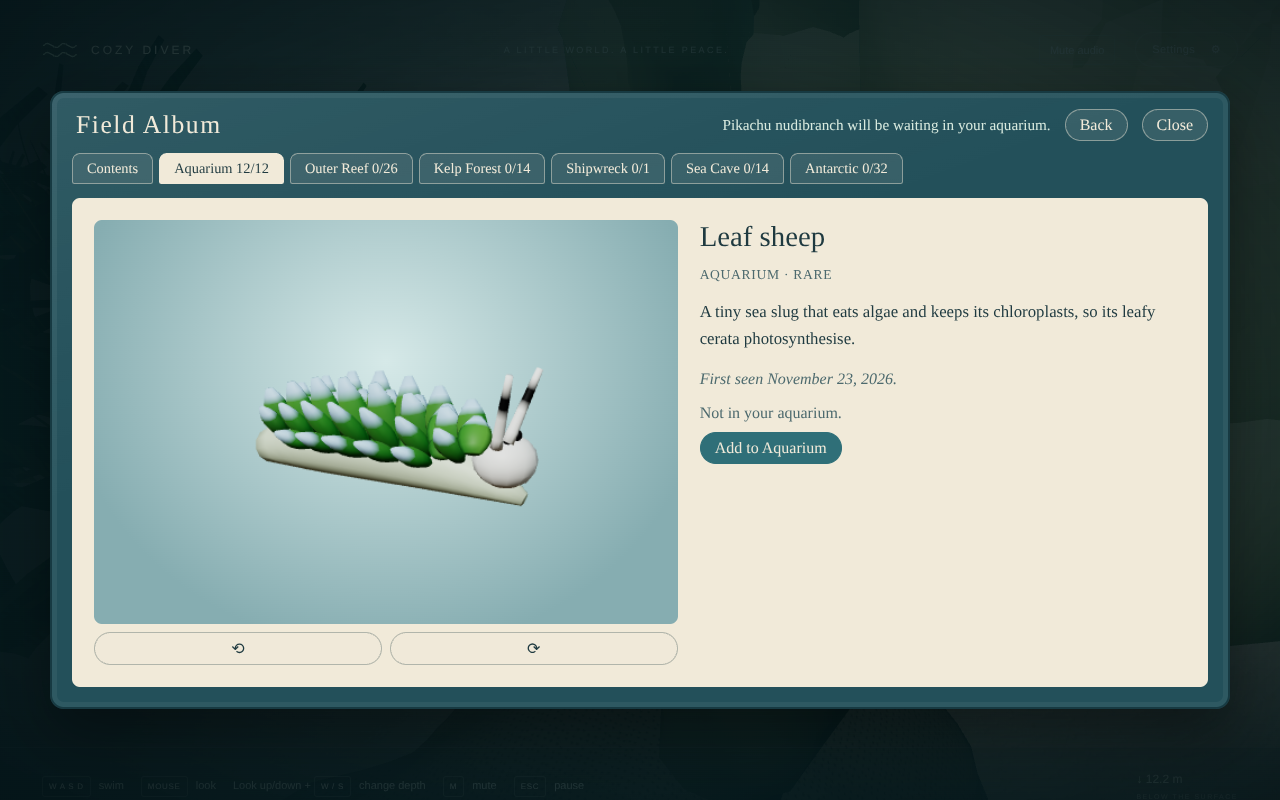 COZY DIVER
A LITTLE WORLD. A LITTLE PEACE.
Field Album
Pikachu nudibranch will be waiting in your aquarium.
Back
Close
Contents
Aquarium 12/12
Outer Reef 0/26
Kelp Forest 0/14
Shipwreck 0/1
Sea Cave 0/14
Antarctic 0/32
Leaf sheep
AQUARIUM · RARE
A tiny sea slug that eats algae and keeps its chloroplasts, so its leafy
cerata photosynthesise.
First seen November 23, 2026.
Not in your aquarium.
Add to Aquarium
⟲
⟳
W A S D swim MOUSE look Look up/down + W / S change depth M mute ESC pause
12.2 m